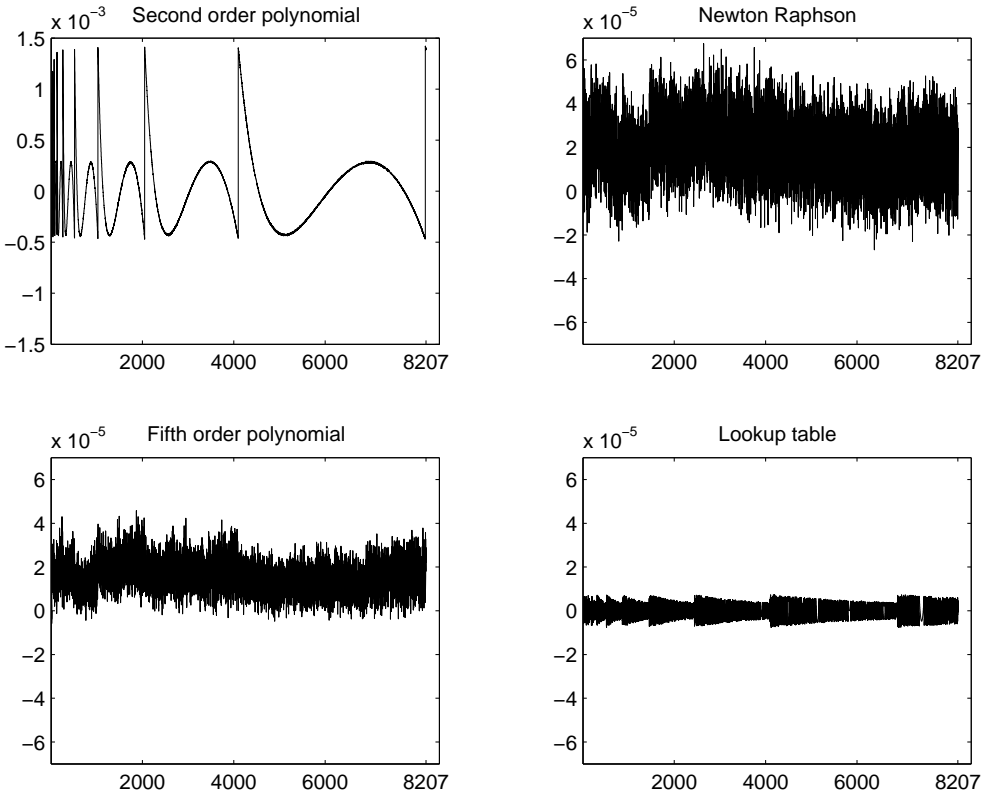 Second order polynomial
x 10−3
1.5
1
0.5
0
−0.5
−1
−1.5
2000 4000 6000 8207
Newton Raphson
x 10−5
6
4
2
0
−2
−4
−6
2000 4000 6000 8207
Fifth order polynomial
x 10−5
6
4
2
0
−2
−4
−6
2000 4000 6000 8207
Lookup table
x 10−5
6
4
2
0
−2
−4
−6
2000 4000 6000 8207